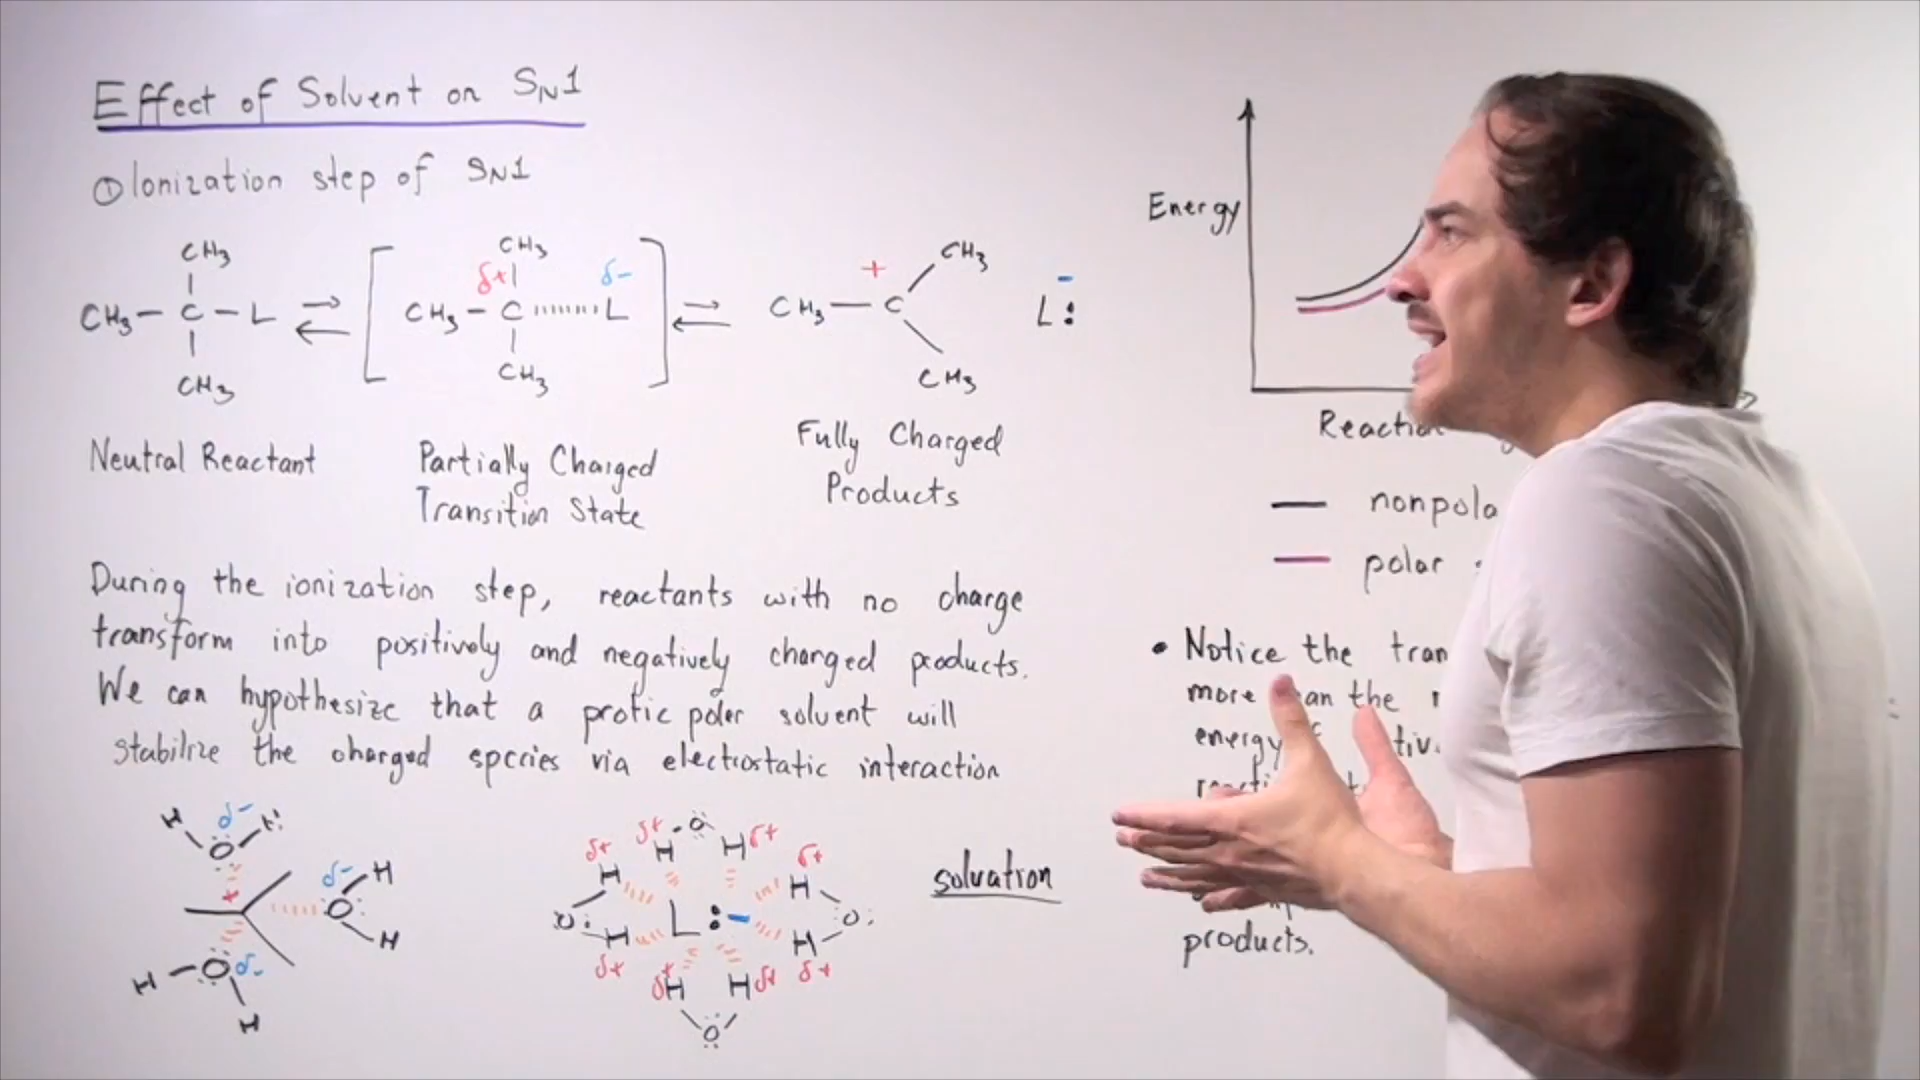 Effect of Solvent on SN1
① Ionization step of SN1
CH3 CH3 CH3
CH3 - C - L CH3 - C L CH3 - C L:
δ+ δ- + -
CH3 CH3 CH3
Neutral Reactant
Partially Charged
Transition State
Fully Charged
Products
During the ionization step, reactants with no charge
transform into positively and negatively charged products.
We can hypothesize that a protic polar solvent will
stabilize the charged species via electrostatic interaction
H δ- H
O
+
δ- H
O
H
H O δ-
H
δ+ δ+ O H δ+ δ+
H H H
O L:- O
H H
δ+ δ+ H H δ+ δ+
O
solvation
Energy
nonpola
polar
• Notice the tran
more the
energy
products.